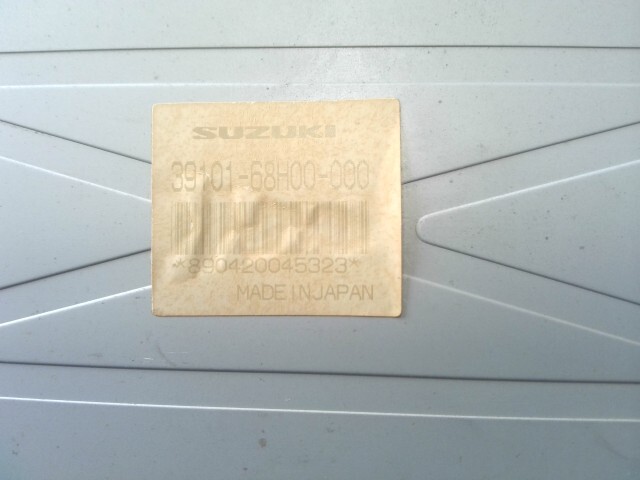 SUZUKI
39101-68H00-000
*890420045323*
MADE IN JAPAN